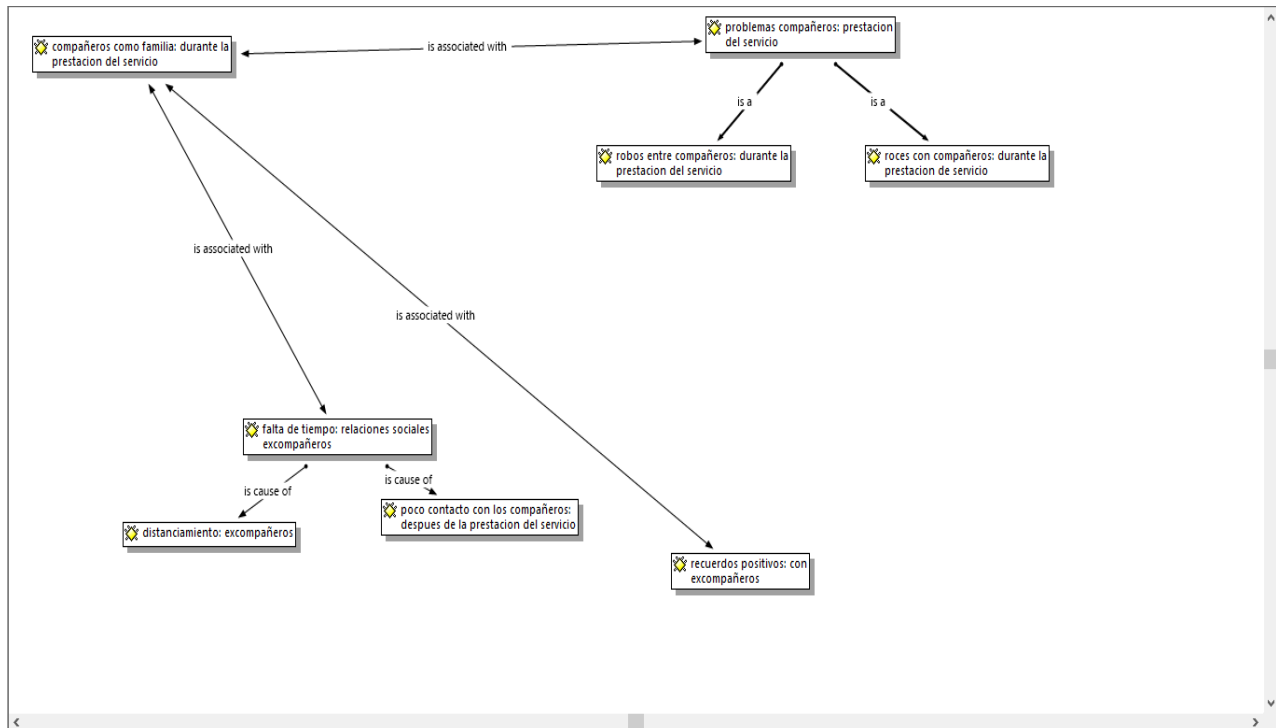 problemas compañeros: prestacion
del servicio
compañeros como familia: durante la
prestacion del servicio
is associated with
is a
is a
robos entre compañeros: durante la
prestacion del servicio
roces con compañeros: durante la
prestacion de servicio
is associated with
is associated with
falta de tiempo: relaciones sociales
excompañeros
is cause of
is cause of
poco contacto con los compañeros:
despues de la prestacion del servicio
distanciamiento: excompañeros
recuerdos positivos: con
excompañeros